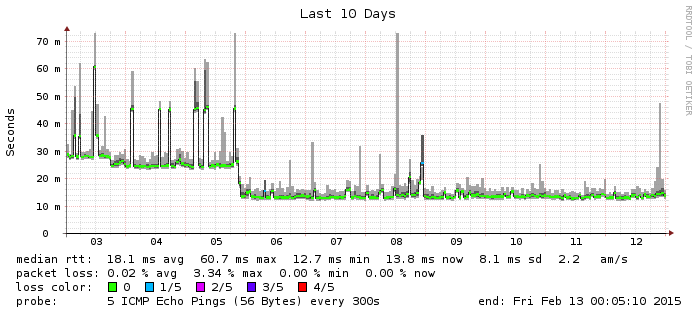 Last 10 Days
RRDTOOL / TOBI OETIKER
Seconds
70 m
60 m
50 m
40 m
30 m
20 m
10 m
0
03 04 05 06 07 08 09 10 11 12
median rtt: 18.1 ms avg 60.7 ms max 12.7 ms min 13.8 ms now 8.1 ms sd 2.2 am/s
packet loss: 0.02 % avg 3.34 % max 0.00 % min 0.00 % now
loss color: 0 1/5 2/5 3/5 4/5
probe: 5 ICMP Echo Pings (56 Bytes) every 300s end: Fri Feb 13 00:05:10 2015